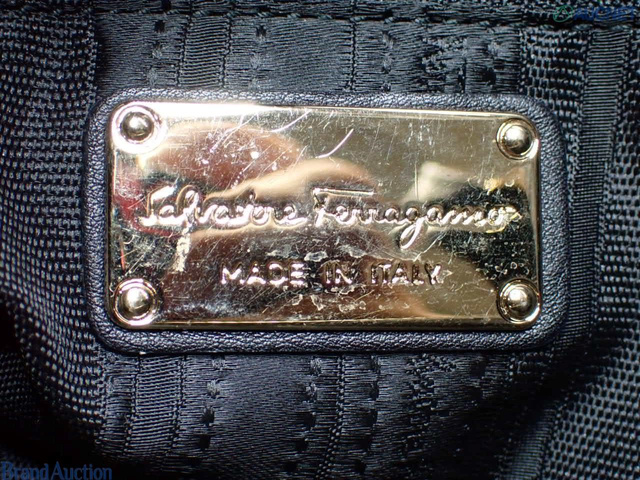 Salvatore Ferragamo
MADE IN ITALY
Brand Auction